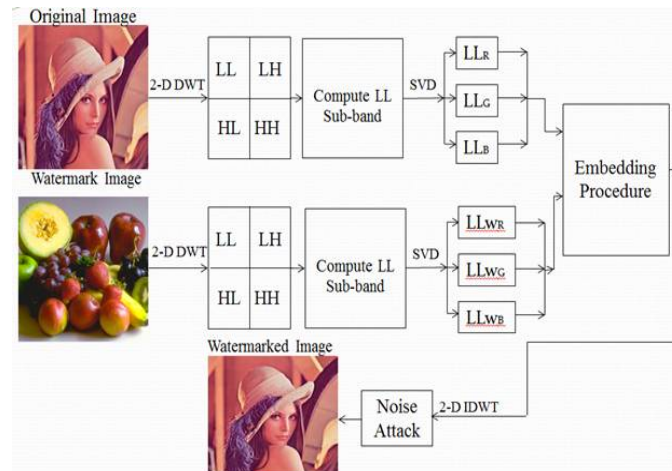 Original Image
2-D DWT
LL LH
HL HH
Compute LL
Sub-band
SVD
LLR
LLG
LLB
Embedding
Procedure
Watermark Image
2-D DWT
LL LH
HL HH
Compute LL
Sub-band
SVD
LLWR
LLWG
LLWB
Watermarked Image
Noise
Attack
2-D IDWT